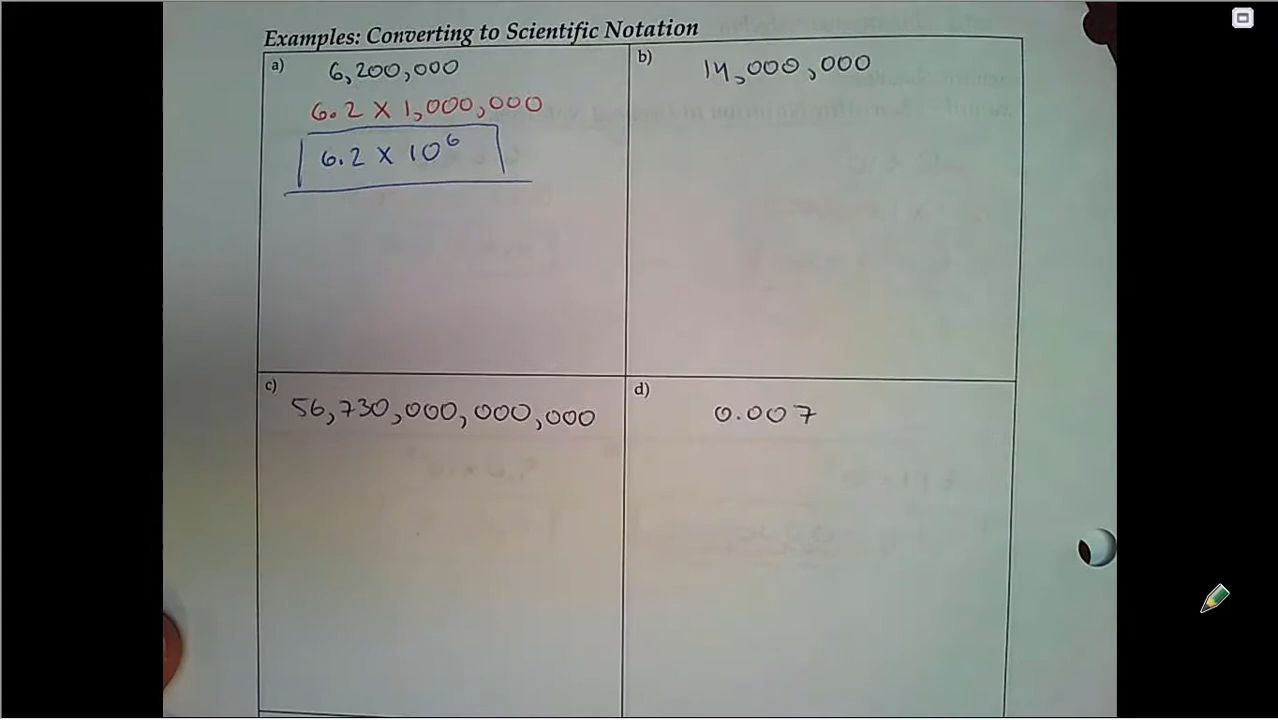 Examples: Converting to Scientific Notation
a) 6,200,000
6.2 X 1,000,000
6.2 X 10⁶
b) 14,000,000
c) 56,730,000,000,000
d) 0.007